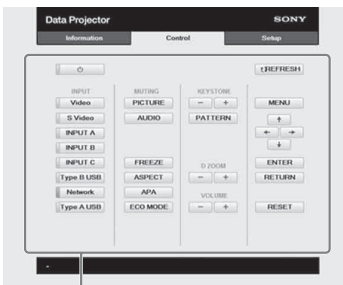 Data Projector
SONY
Information
Control
Setup
REFRESH
INPUT
MUTING
KEYSTONE
Video
PICTURE
- +
MENU
S Video
AUDIO
PATTERN
INPUT A
INPUT B
INPUT C
FREEZE
D ZOOM
ENTER
Type B USB
ASPECT
- +
RETURN
Network
APA
VOLUME
Type A USB
ECO MODE
- +
RESET